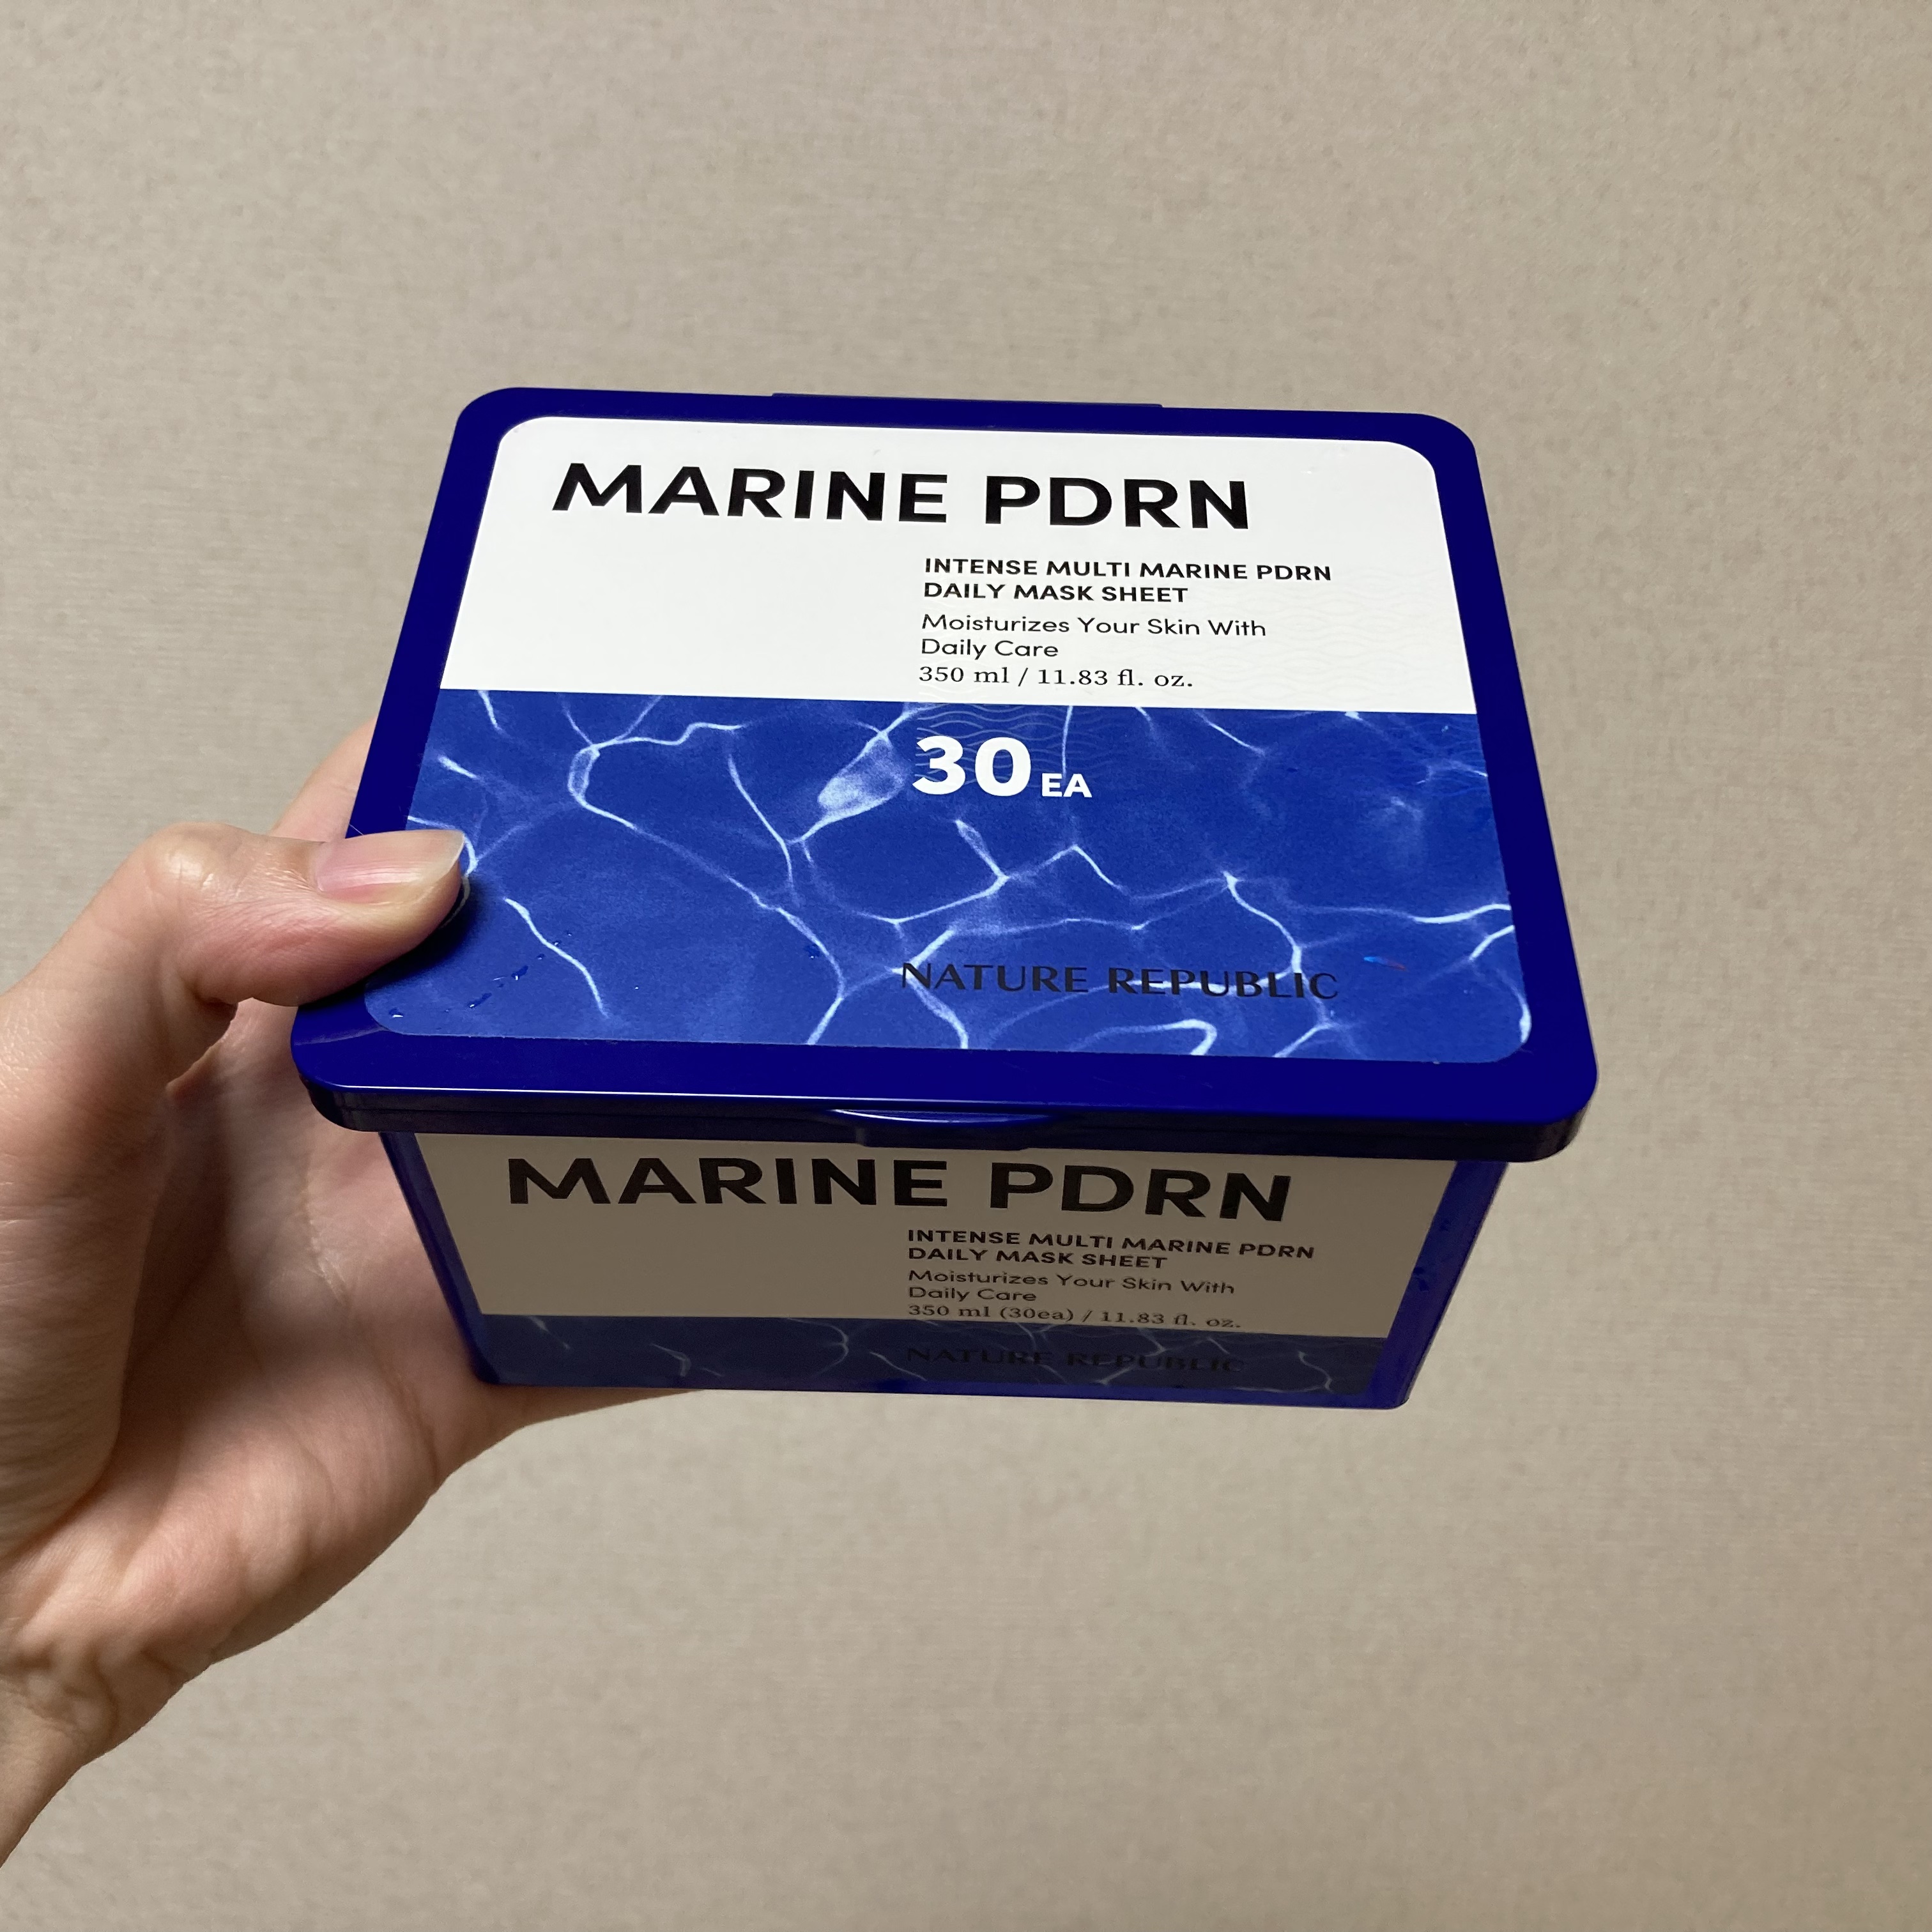 MARINE PDRN
INTENSE MULTI MARINE PDRN
DAILY MASK SHEET
Moisturizes Your Skin With
Daily Care
350 ml / 11.83 fl. oz.
30 EA
NATURE REPUBLIC
MARINE PDRN
INTENSE MULTI MARINE PDRN
DAILY MASK SHEET
Moisturizes Your Skin With
Daily Care
350 ml (30ea) / 11.83 fl. oz.
NATURE REPUBLIC